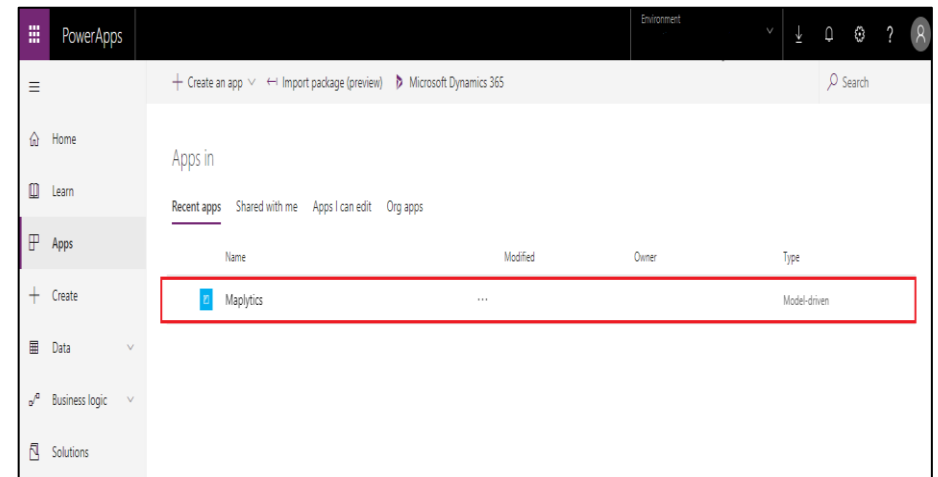 PowerApps
Environment
?
+ Create an app Import package (preview) Microsoft Dynamics 365
Search
Home
Learn
Apps
Create
Data
Business logic
Solutions
Apps in
Recent apps Shared with me Apps I can edit Org apps
Name Modified Owner Type
Maplytics ... Model-driven